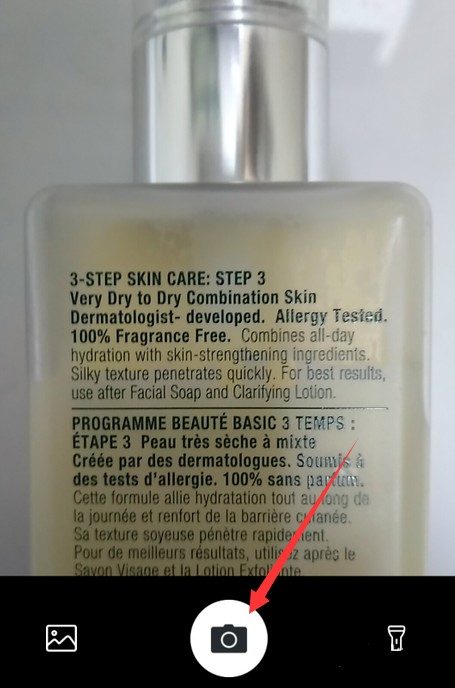 3-STEP SKIN CARE: STEP 3
Very Dry to Dry Combination Skin
Dermatologist- developed. Allergy Tested.
100% Fragrance Free. Combines all-day
hydration with skin-strengthening ingredients.
Silky texture penetrates quickly. For best results,
use after Facial Soap and Clarifying Lotion.
PROGRAMME BEAUTÉ BASIC 3 TEMPS :
ÉTAPE 3 Peau très sèche à mixte
Créée par des dermatologues. Soumis à
des tests d'allergie. 100% sans parfum.
Cette formule allie hydratation tout au long de
la journée et renfort de la barrière cutanée.
Sa texture soyeuse pénètre rapidement.
Pour de meilleurs résultats, utilisez après le
Savon Visage et la Lotion Exfoliante